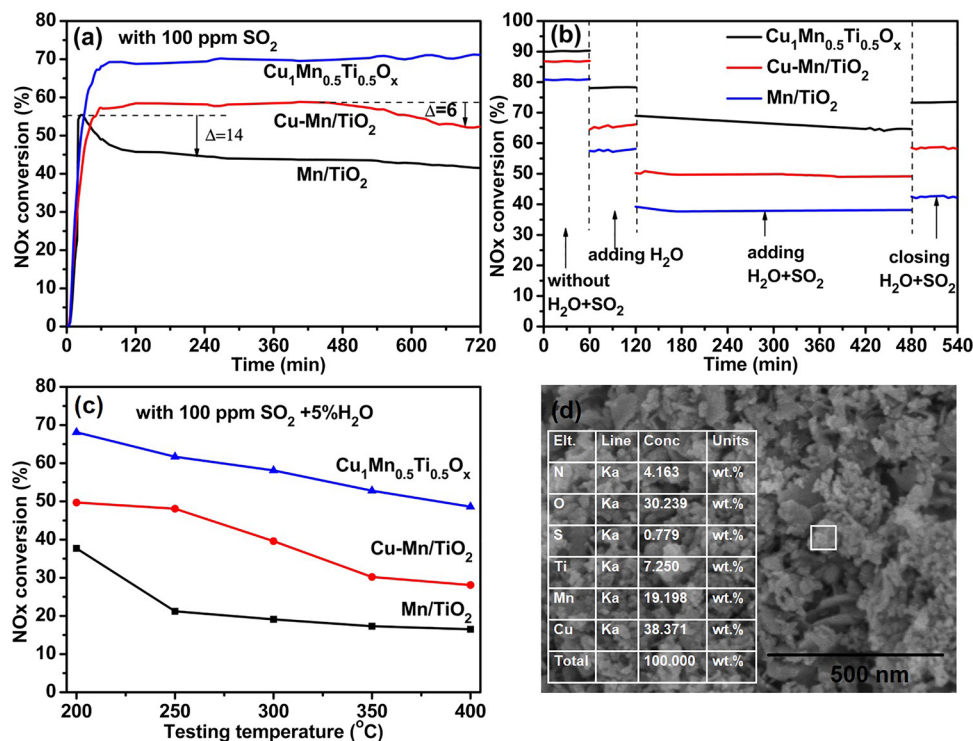 (a) with 100 ppm SO₂
Cu₁Mn₀.₅Ti₀.₅Oₓ
Δ=6
Cu-Mn/TiO₂
Δ=14
Mn/TiO₂
NOx conversion (%)
80
70
60
50
40
30
20
10
0
0 120 240 360 480 600 720
Time (min)
(b)
Cu₁Mn₀.₅Ti₀.₅Oₓ
Cu-Mn/TiO₂
Mn/TiO₂
adding H₂O
without
H₂O+SO₂
adding
H₂O+SO₂
closing
H₂O+SO₂
NOx conversion (%)
100
90
80
70
60
50
40
30
20
10
0
0 60 120 180 240 300 360 420 480 540
Time (min)
(c) with 100 ppm SO₂ +5%H₂O
Cu₁Mn₀.₅Ti₀.₅Oₓ
Cu-Mn/TiO₂
Mn/TiO₂
NOx conversion (%)
80
70
60
50
40
30
20
10
0
200 250 300 350 400
Testing temperature (°C)
(d)
Elt. Line Conc Units
N Ka 4.163 wt.%
O Ka 30.239 wt.%
S Ka 0.779 wt.%
Ti Ka 7.250 wt.%
Mn Ka 19.198 wt.%
Cu Ka 38.371 wt.%
Total 100.000 wt.%
500 nm